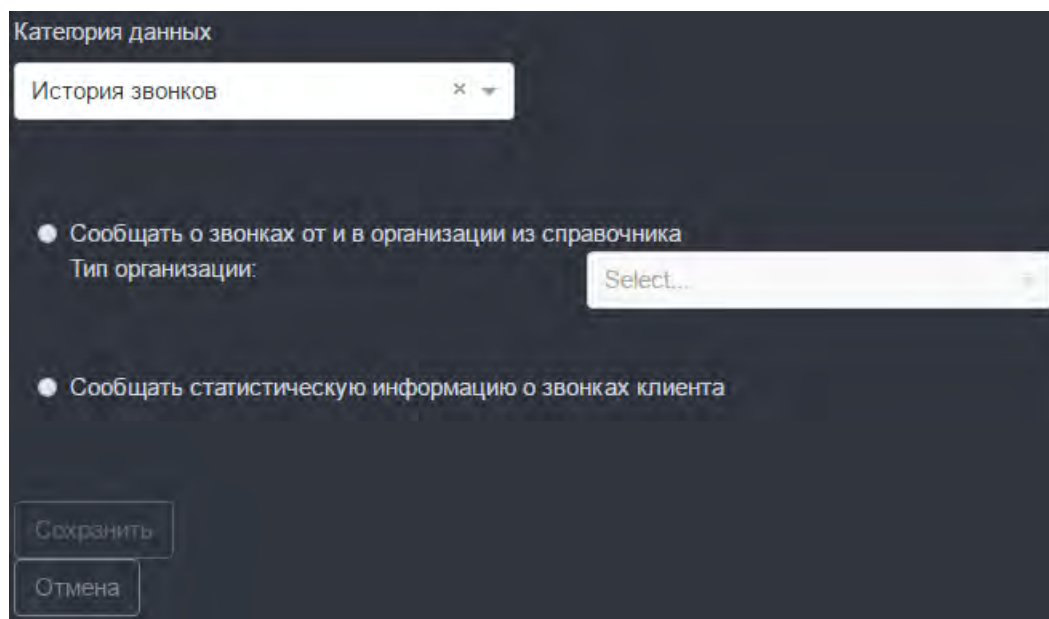 Категория данных
История звонков
Сообщать о звонках от и в организации из справочника
Тип организации:
Select...
Сообщать статистическую информацию о звонках клиента
Сохранить
Отмена